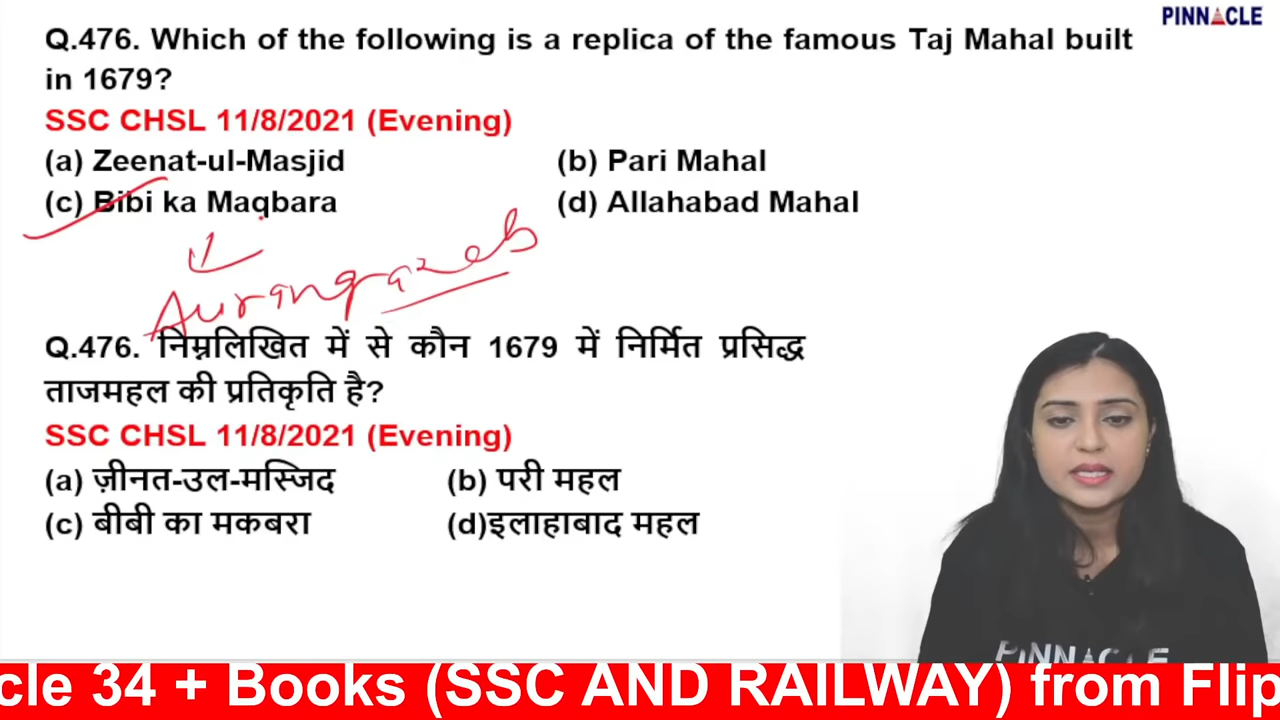 PINNACLE
Q.476. Which of the following is a replica of the famous Taj Mahal built
in 1679?
SSC CHSL 11/8/2021 (Evening)
(a) Zeenat-ul-Masjid (b) Pari Mahal
(c) Bibi ka Maqbara (d) Allahabad Mahal
Aurangazeb
Q.476. निम्नलिखित में से कौन 1679 में निर्मित प्रसिद्ध
ताजमहल की प्रतिकृति है?
SSC CHSL 11/8/2021 (Evening)
(a) ज़ीनत-उल-मस्जिद (b) परी महल
(c) बीबी का मकबरा (d)इलाहाबाद महल
PINNACLE
cle 34 + Books (SSC AND RAILWAY) from Flip